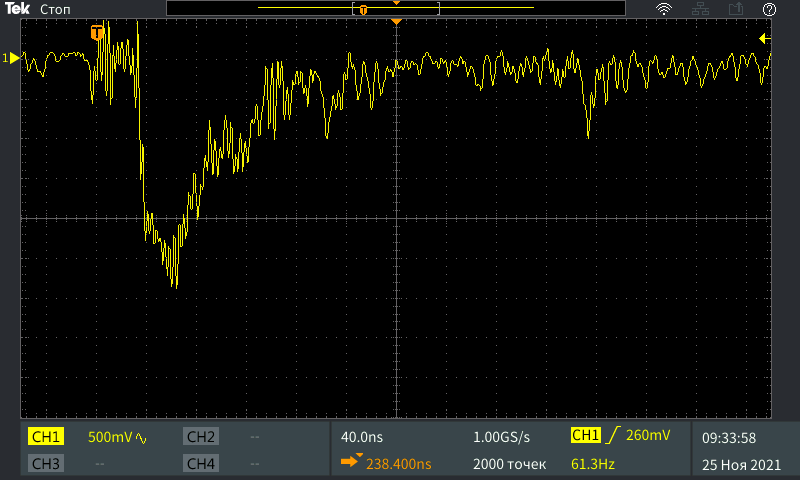 Tek Стоп
T
T
1
CH1 500mV CH2 -- 40.0ns 1.00GS/s CH1 260mV 09:33:58
CH3 -- CH4 -- 238.400ns 2000 точек 61.3Hz 25 Ноя 2021